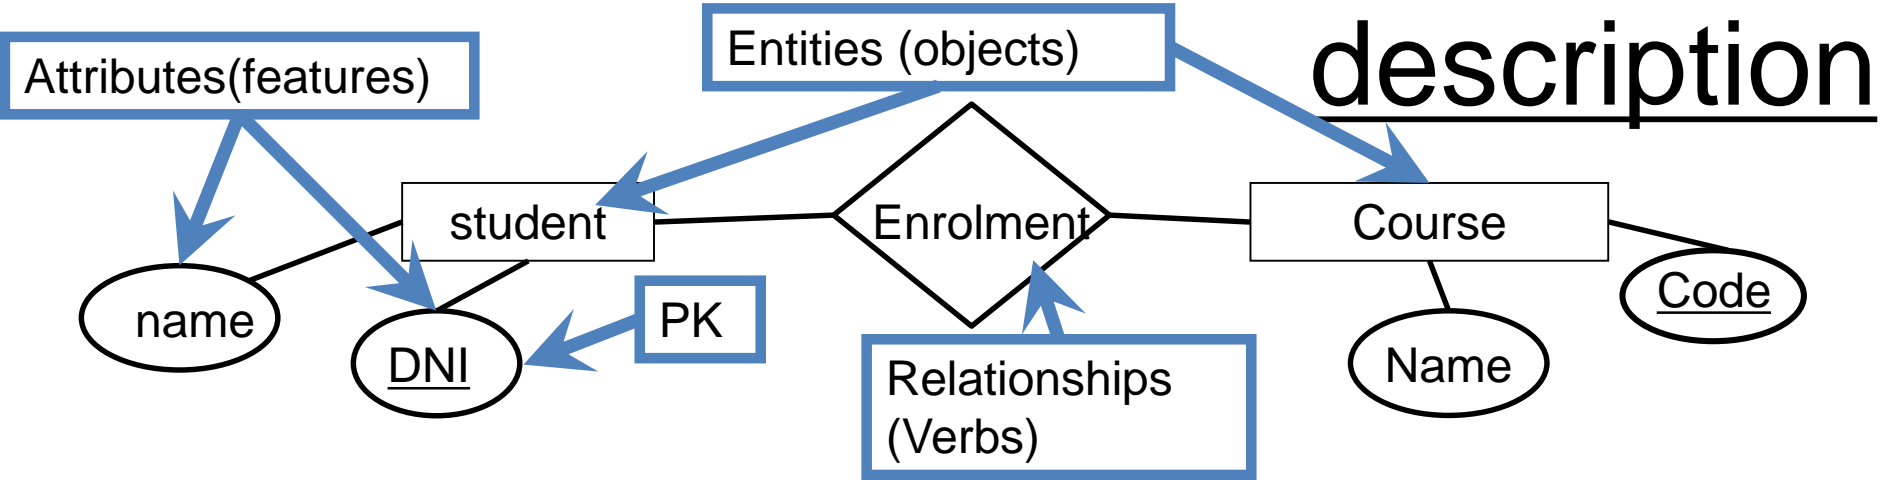 Entities (objects)
description
Attributes(features)
student
Enrolment
Course
name
DNI
PK
Code
Name
Relationships
(Verbs)